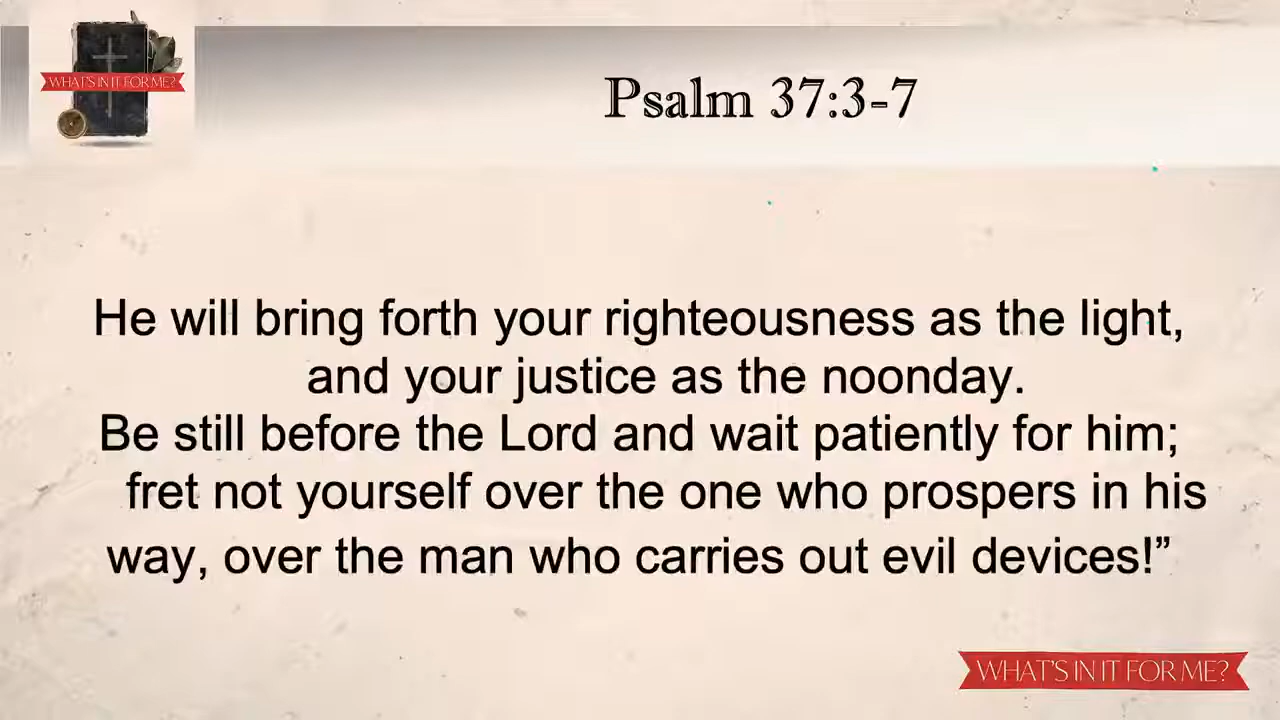 WHAT'S IN IT FOR ME?
Psalm 37:3-7
He will bring forth your righteousness as the light,
and your justice as the noonday.
Be still before the Lord and wait patiently for him;
fret not yourself over the one who prospers in his
way, over the man who carries out evil devices!”
WHAT'S IN IT FOR ME?